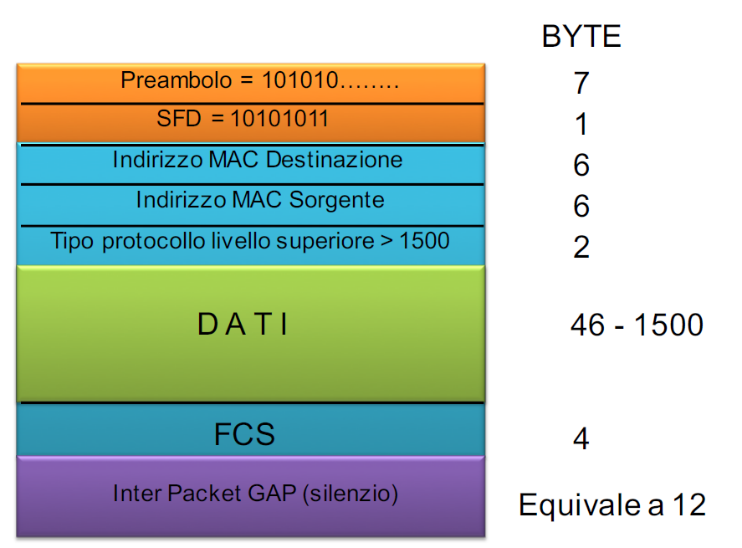 BYTE
Preambolo = 101010........ 7
SFD = 10101011 1
Indirizzo MAC Destinazione 6
Indirizzo MAC Sorgente 6
Tipo protocollo livello superiore > 1500 2
D A T I 46 - 1500
FCS 4
Inter Packet GAP (silenzio) Equivale a 12